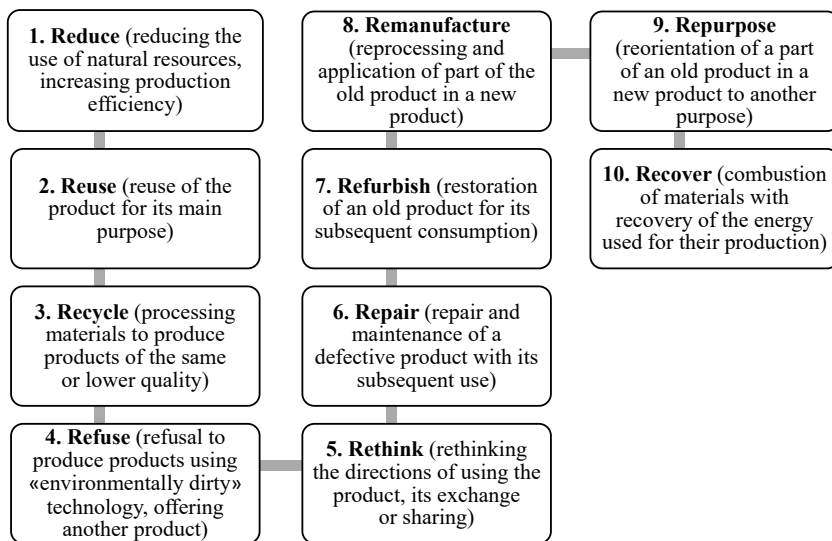 1. Reduce (reducing the
use of natural resources,
increasing production
efficiency)
2. Reuse (reuse of the
product for its main
purpose)
3. Recycle (processing
materials to produce
products of the same
or lower quality)
4. Refuse (refusal to
produce products using
«environmentally dirty»
technology, offering
another product)
5. Rethink (rethinking
the directions of using the
product, its exchange
or sharing)
6. Repair (repair and
maintenance of a
defective product with its
subsequent use)
7. Refurbish (restoration
of an old product for its
subsequent consumption)
8. Remanufacture
(reprocessing and
application of part of the
old product in a new
product)
9. Repurpose
(reorientation of a part
of an old product in a
new product to another
purpose)
10. Recover (combustion
of materials with
recovery of the energy
used for their production)